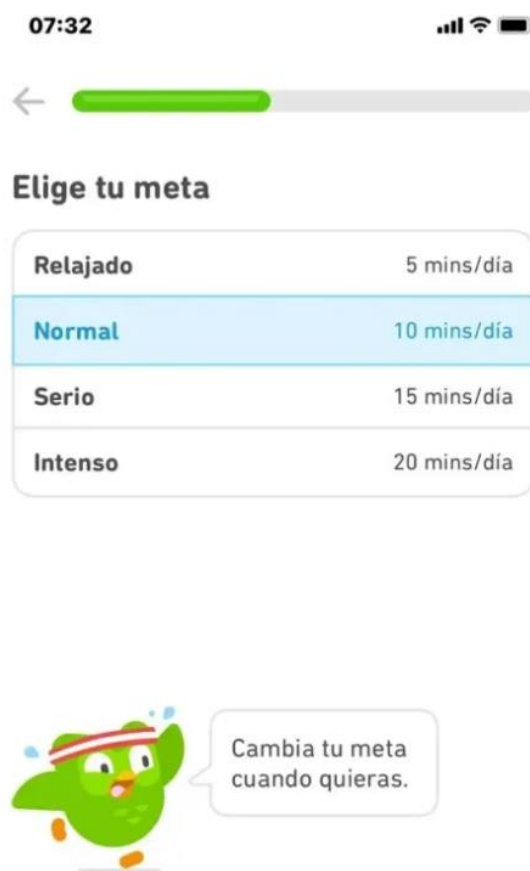 07:32
Elige tu meta
Relajado 5 mins/día
Normal 10 mins/día
Serio 15 mins/día
Intenso 20 mins/día
Cambia tu meta
cuando quieras.